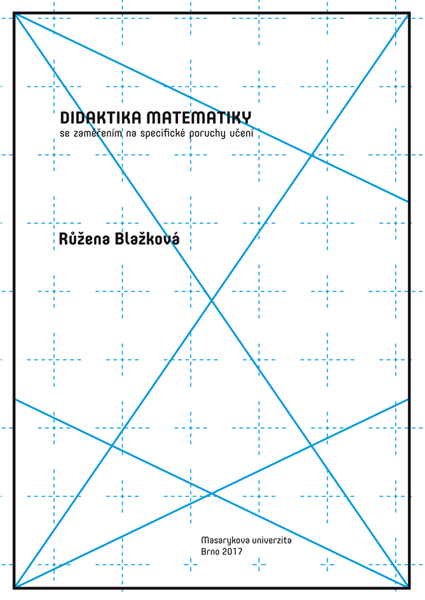 DIDAKTIKA MATEMATIKY
se zaměřením na specifické poruchy učení
Růžena Blažková
Masarykova univerzita
Brno 2017